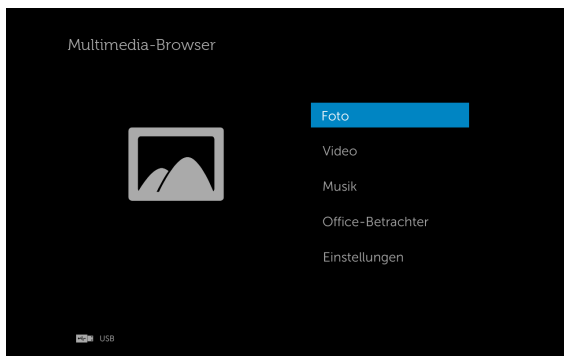 Multimedia-Browser
Foto
Video
Musik
Office-Betrachter
Einstellungen
USB